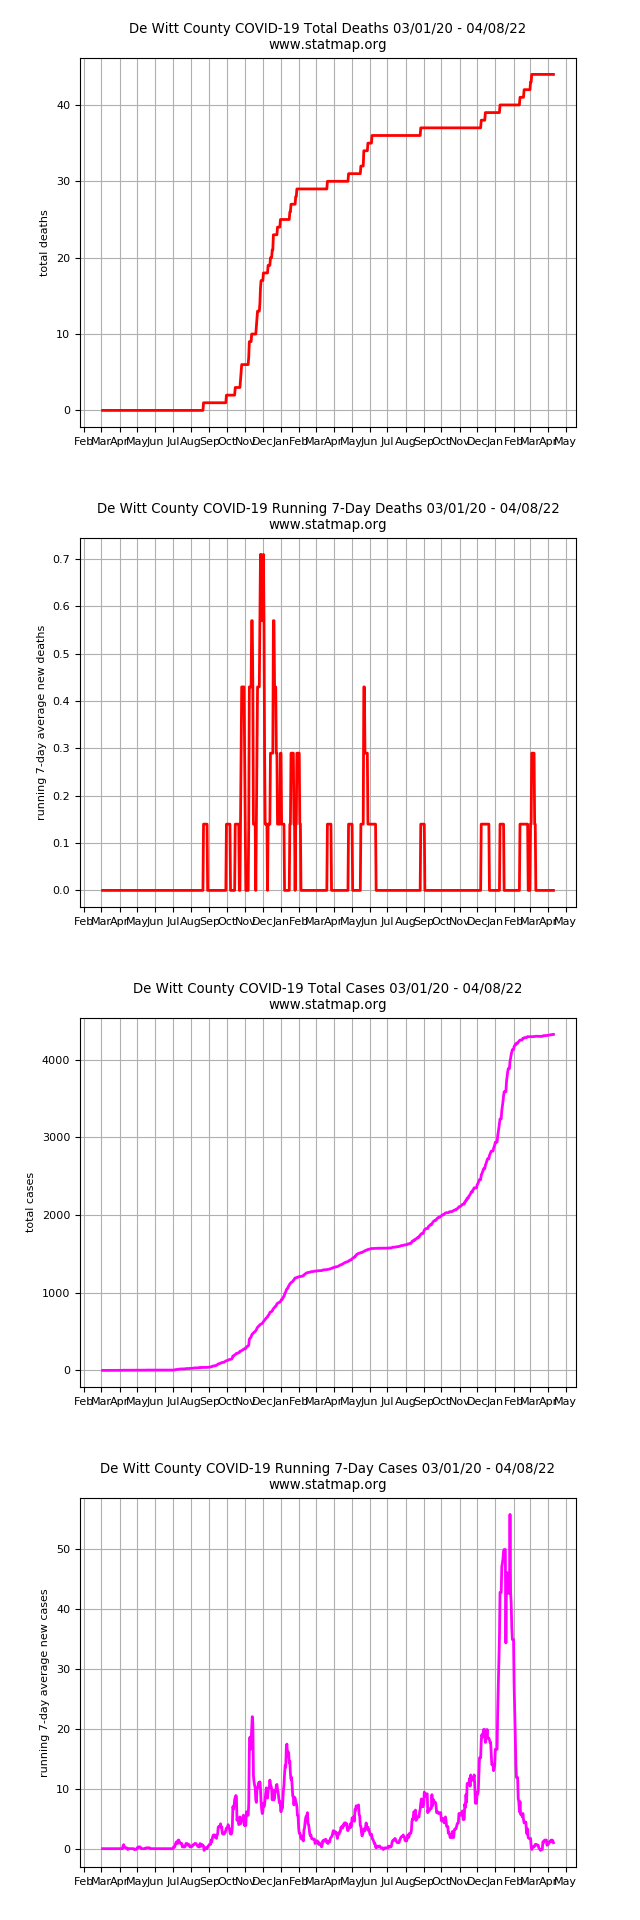 De Witt County COVID-19 Total Deaths 03/01/20 - 04/08/22
www.statmap.org
total deaths
40
30
20
10
0
Feb Mar Apr May Jun Jul Aug Sep Oct Nov Dec Jan Feb Mar Apr May Jun Jul Aug Sep Oct Nov Dec Jan Feb Mar Apr May
De Witt County COVID-19 Running 7-Day Deaths 03/01/20 - 04/08/22
www.statmap.org
running 7-day average new deaths
0.7
0.6
0.5
0.4
0.3
0.2
0.1
0.0
Feb Mar Apr May Jun Jul Aug Sep Oct Nov Dec Jan Feb Mar Apr May Jun Jul Aug Sep Oct Nov Dec Jan Feb Mar Apr May
De Witt County COVID-19 Total Cases 03/01/20 - 04/08/22
www.statmap.org
total cases
4000
3000
2000
1000
0
Feb Mar Apr May Jun Jul Aug Sep Oct Nov Dec Jan Feb Mar Apr May Jun Jul Aug Sep Oct Nov Dec Jan Feb Mar Apr May
De Witt County COVID-19 Running 7-Day Cases 03/01/20 - 04/08/22
www.statmap.org
running 7-day average new cases
50
40
30
20
10
0
Feb Mar Apr May Jun Jul Aug Sep Oct Nov Dec Jan Feb Mar Apr May Jun Jul Aug Sep Oct Nov Dec Jan Feb Mar Apr May